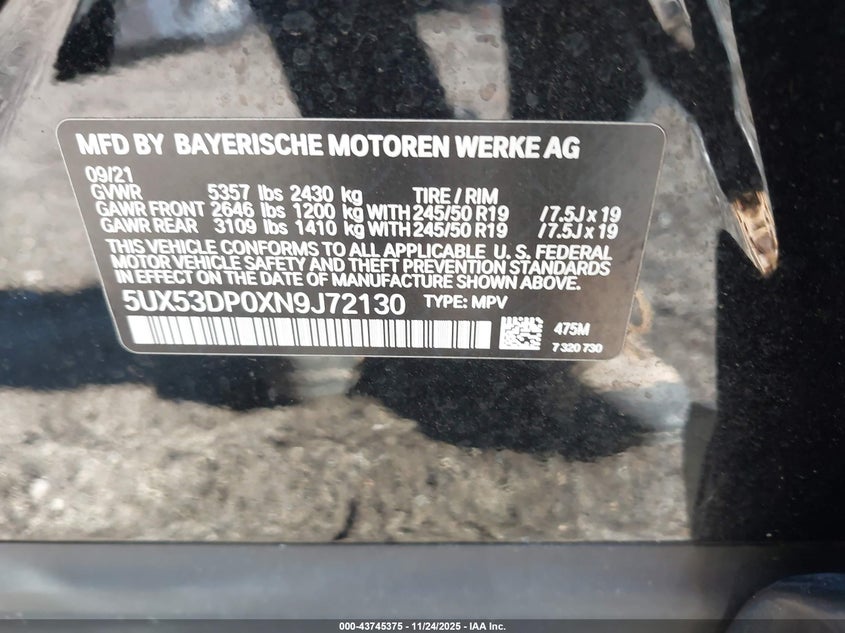 MFD BY BAYERISCHE MOTOREN WERKE AG
09/21
GVWR 5357 lbs 2430 kg TIRE / RIM
GAWR FRONT 2646 lbs 1200 kg WITH 245/50 R19 /7.5J x 19
GAWR REAR 3109 lbs 1410 kg WITH 245/50 R19 /7.5J x 19
THIS VEHICLE CONFORMS TO ALL APPLICABLE U. S. FEDERAL
MOTOR VEHICLE SAFETY AND THEFT PREVENTION STANDARDS
IN EFFECT ON THE DATE OF MANUFACTURE SHOWN ABOVE.
5UX53DP0XN9J72130 TYPE: MPV
475M
7 320 730
000-43745375 | 11/24/2025 | IAA Inc.